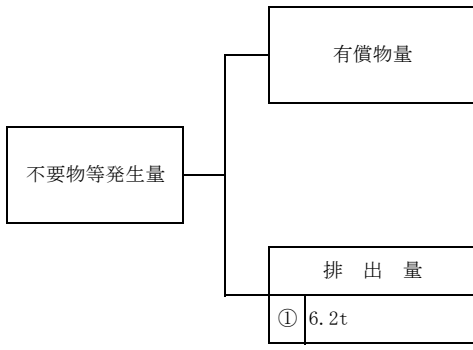 有償物量
不要物等発生量
排 出 量
① 6.2t